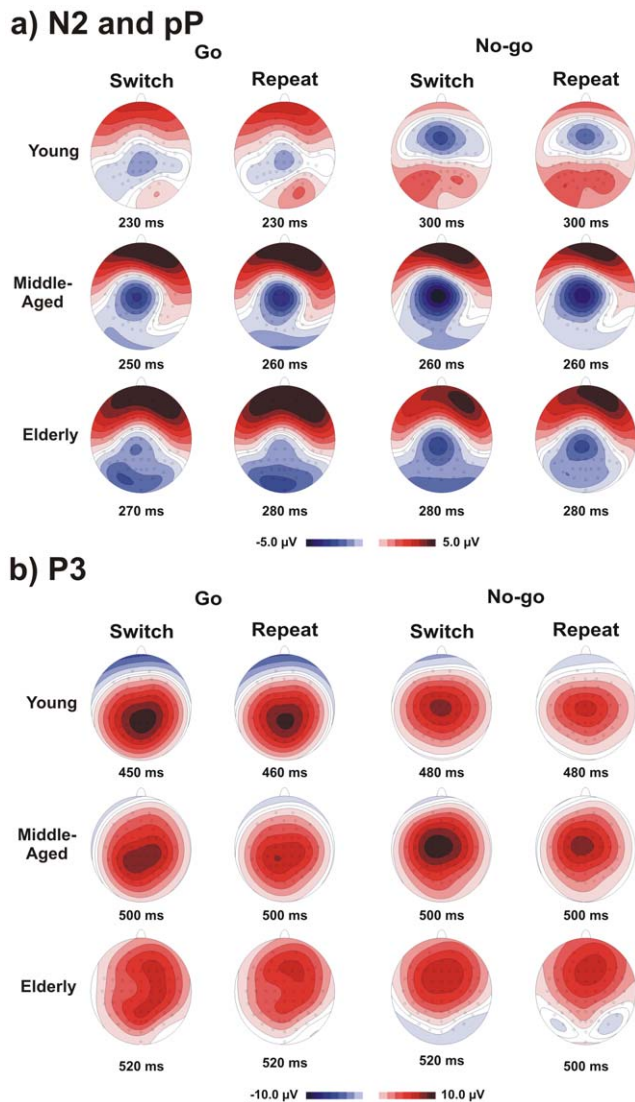 a) N2 and pP
Go No-go
Switch Repeat Switch Repeat
Young
230 ms 230 ms 300 ms 300 ms
Middle-
Aged
250 ms 260 ms 260 ms 260 ms
Elderly
270 ms 280 ms 280 ms 280 ms
-5.0 µV 5.0 µV
b) P3
Go No-go
Switch Repeat Switch Repeat
Young
450 ms 460 ms 480 ms 480 ms
Middle-
Aged
500 ms 500 ms 500 ms 500 ms
Elderly
520 ms 520 ms 520 ms 500 ms
-10.0 µV 10.0 µV